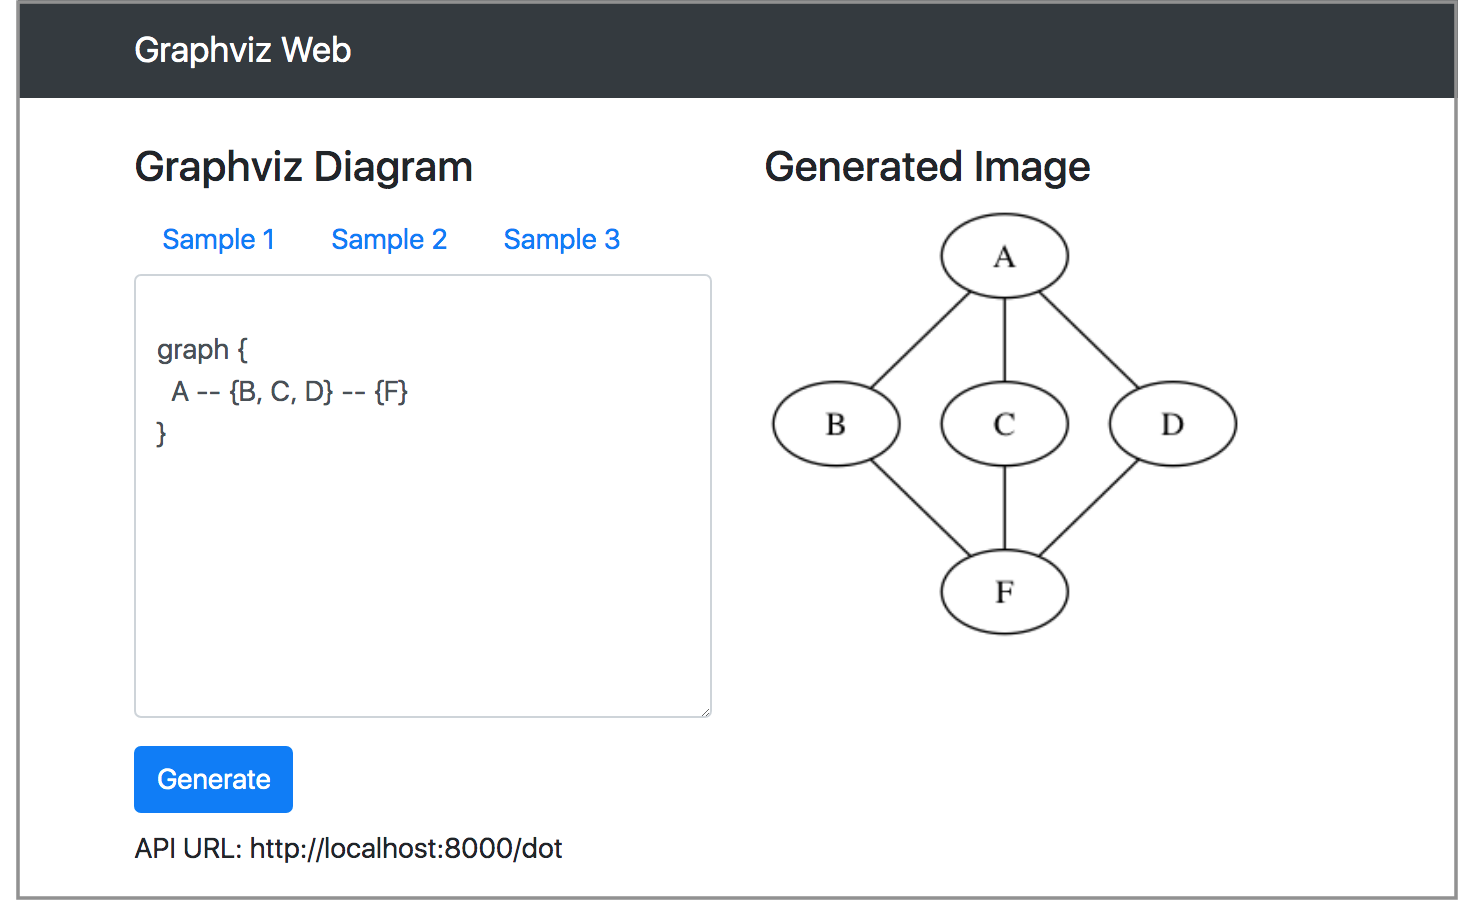 Graphviz Web
Graphviz Diagram
Sample 1 Sample 2 Sample 3
graph {
  A -- {B, C, D} -- {F}
}
Generate
API URL: http://localhost:8000/dot
Generated Image
A
B C D
F